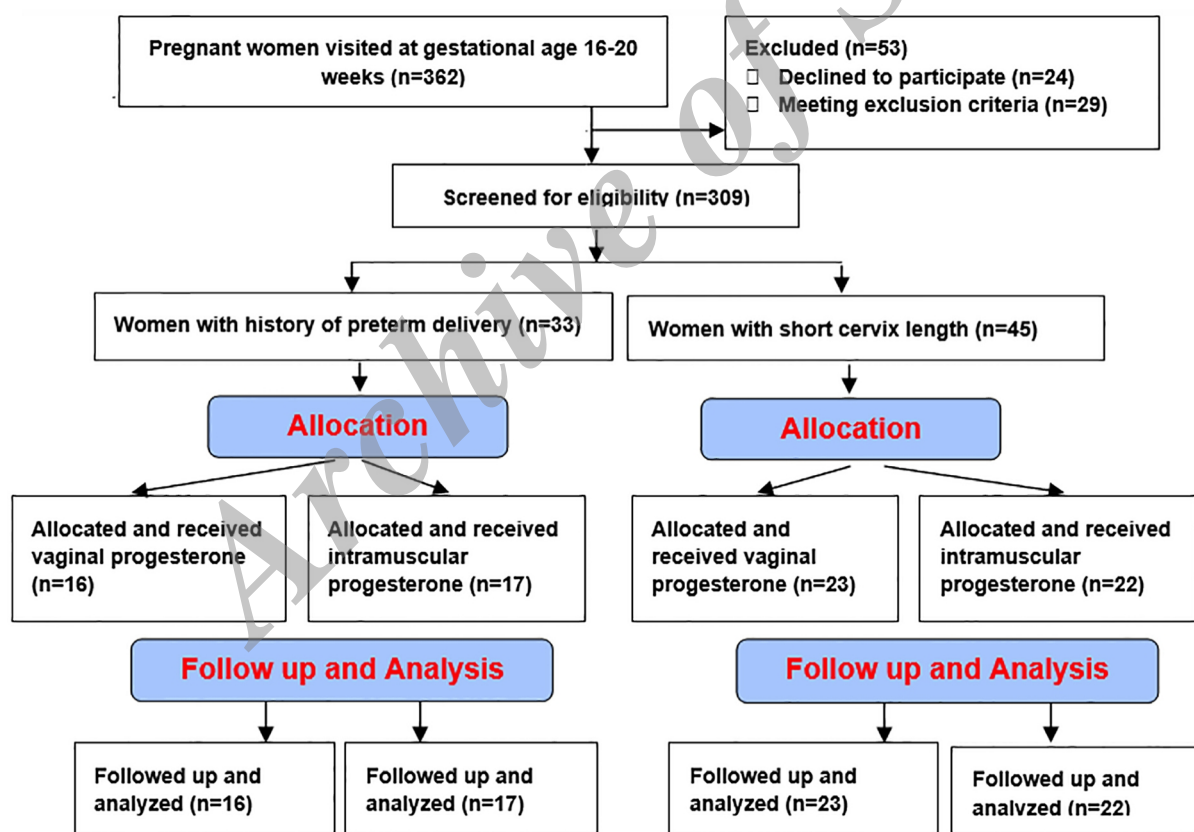 Pregnant women visited at gestational age 16-20
weeks (n=362)
Excluded (n=53)
Declined to participate (n=24)
Meeting exclusion criteria (n=29)
Screened for eligibility (n=309)
Women with history of preterm delivery (n=33)
Women with short cervix length (n=45)
Allocation
Allocation
Allocated and received
vaginal progesterone
(n=16)
Allocated and received
intramuscular
progesterone (n=17)
Allocated and
received vaginal
progesterone (n=23)
Allocated and received
intramuscular
progesterone (n=22)
Follow up and Analysis
Follow up and Analysis
Followed up and
analyzed (n=16)
Followed up and
analyzed (n=17)
Followed up and
analyzed (n=23)
Followed up and
analyzed (n=22)
Archive of S